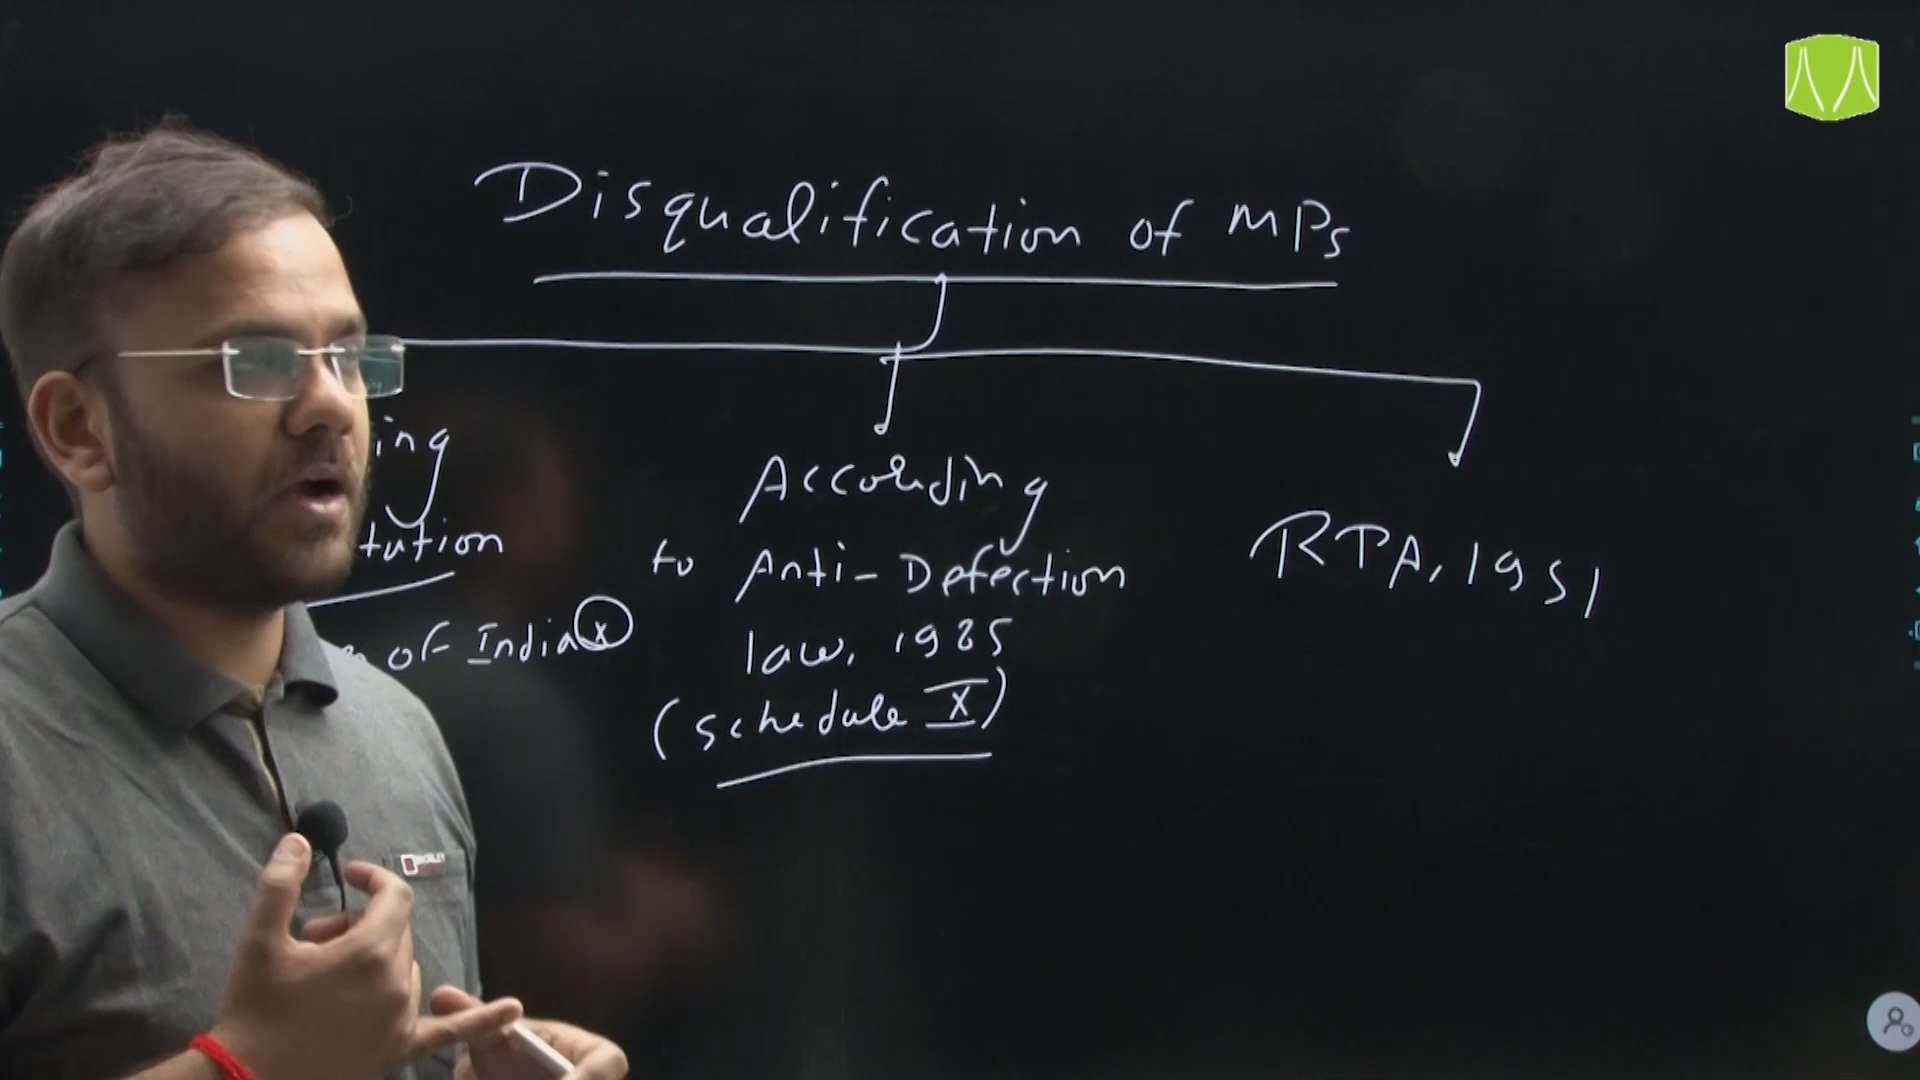 Disqualification of MPs
ing
tution
of India x
According
to Anti-Defection
law, 1985
(schedule X)
RPA, 1951